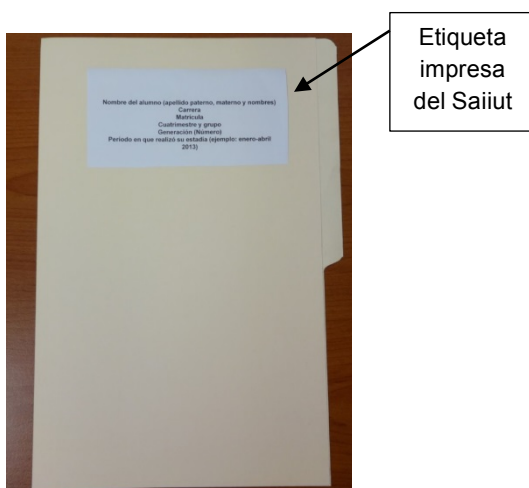 Etiqueta
impresa
del Saiiut
Nombre del alumno (apellido paterno, materno y nombres)
Carrera
Matricula
Cuatrimestre y grupo
Generación (Número)
Periodo en que realizó su estadía (ejemplo: enero-abril
2013)